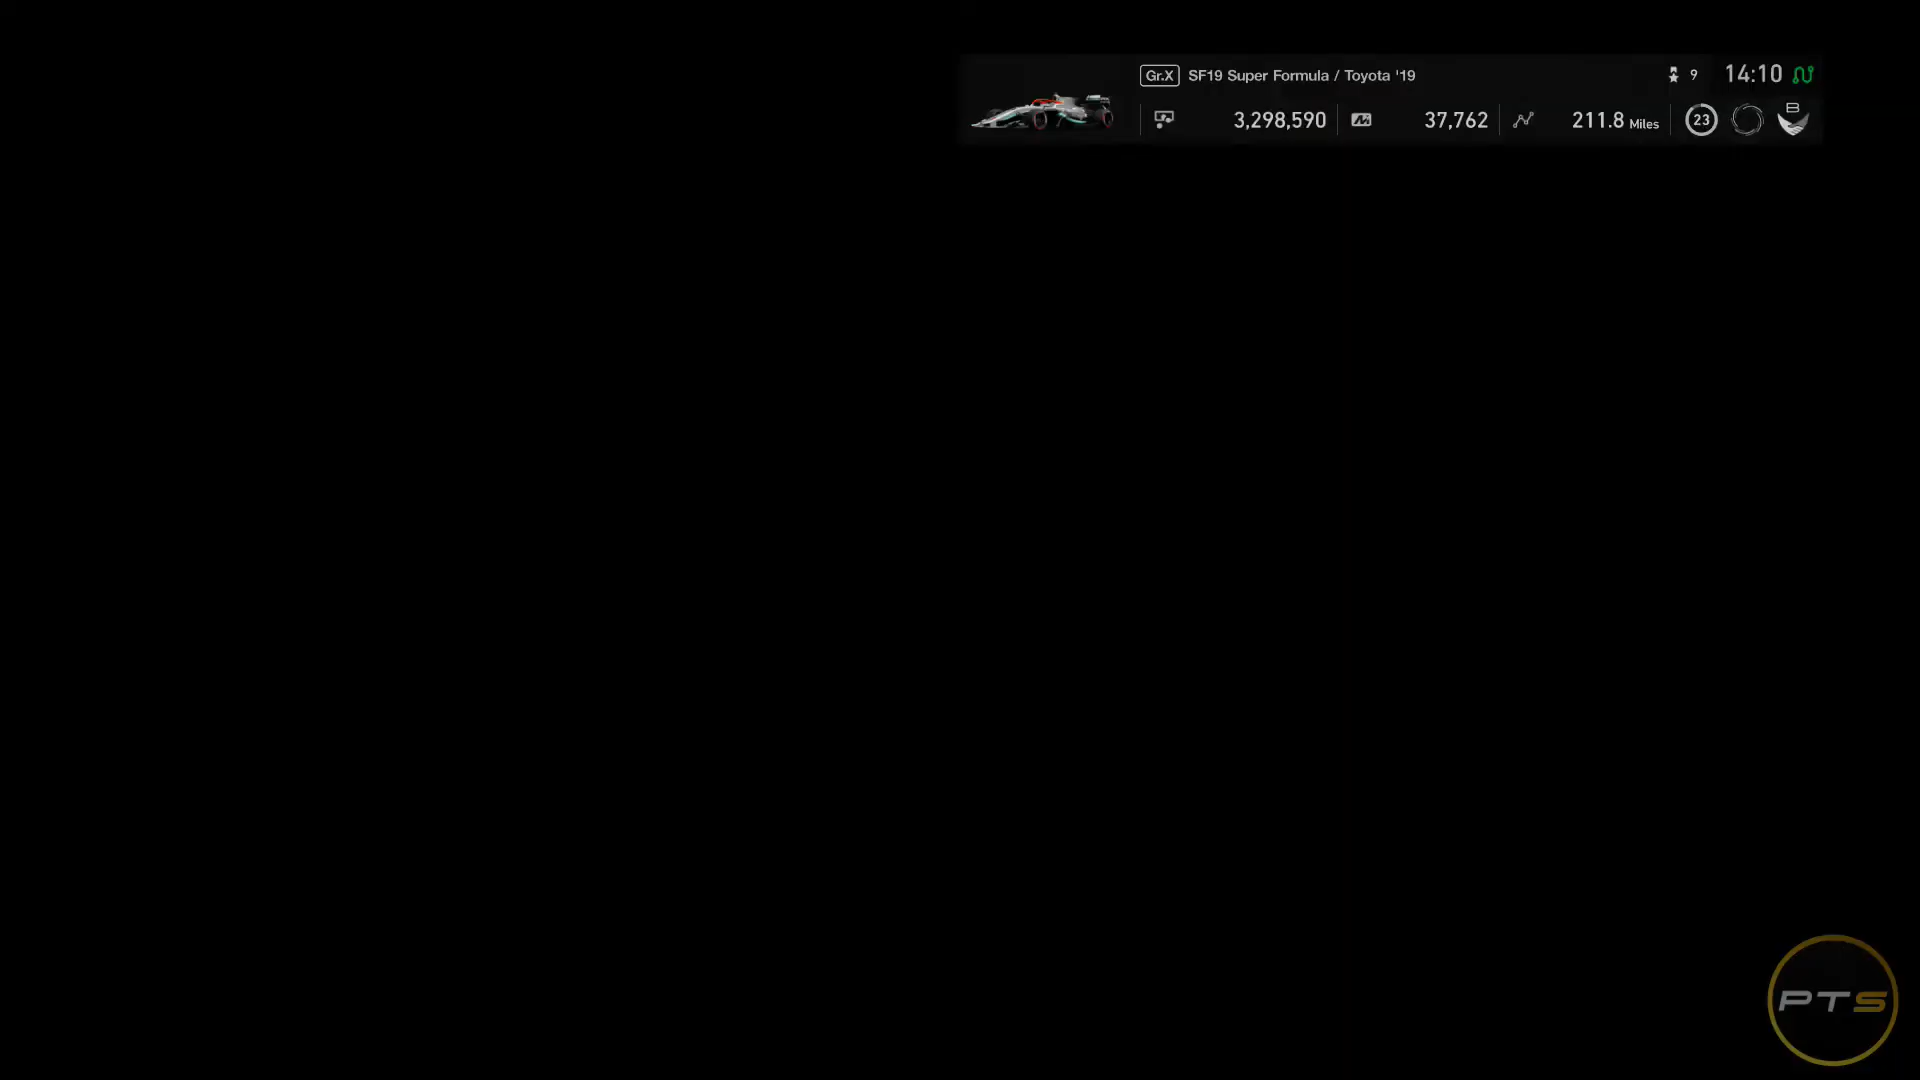 Gr.X SF19 Super Formula / Toyota '19 9 14:10
3,298,590 37,762 211.8 Miles 23 B
PTS